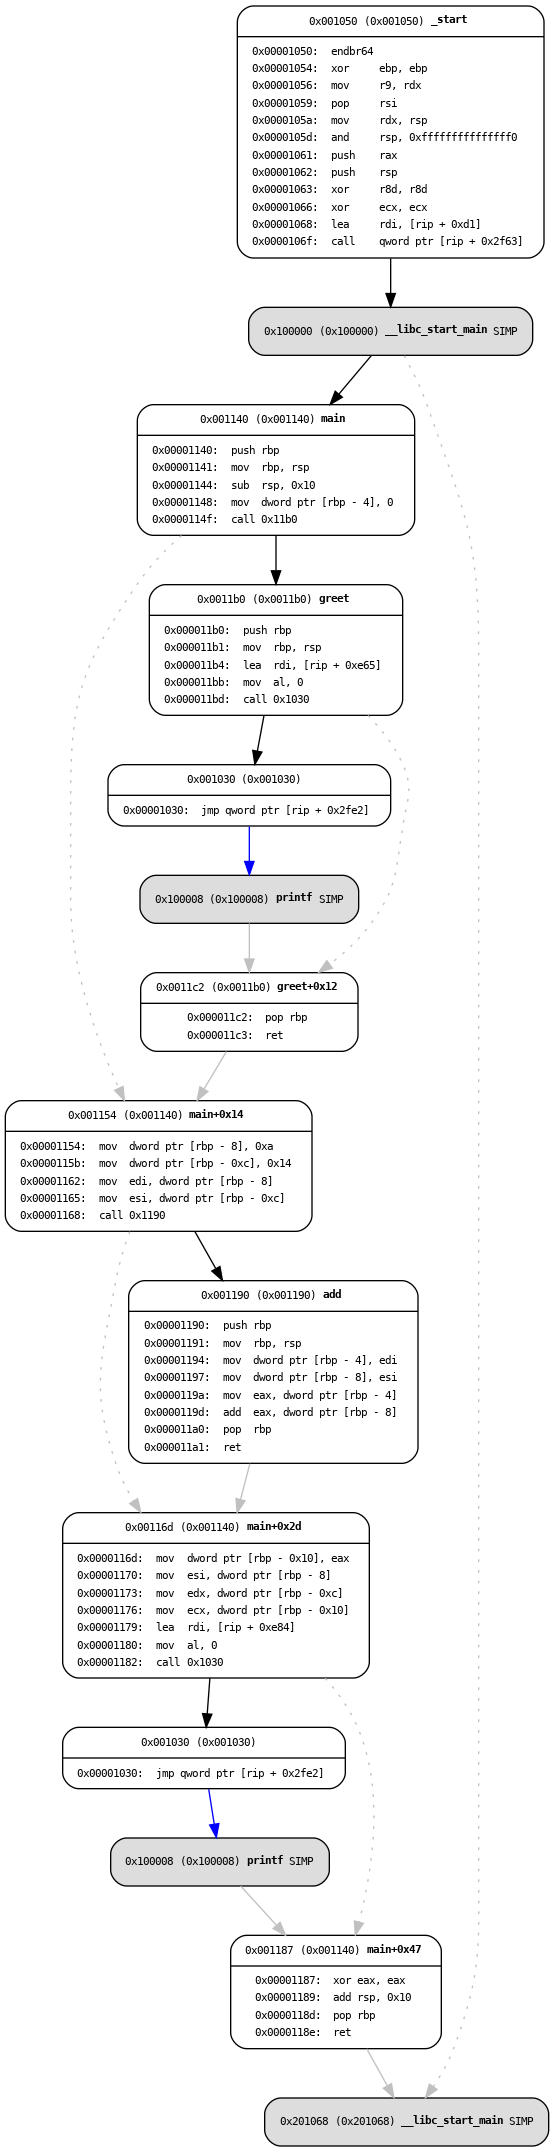 0x001050 (0x001050) _start
0x00001050: endbr64
0x00001054: xor ebp, ebp
0x00001056: mov r9, rdx
0x00001059: pop rsi
0x0000105a: mov rdx, rsp
0x0000105d: and rsp, 0xfffffffffffffff0
0x00001061: push rax
0x00001062: push rsp
0x00001063: xor r8d, r8d
0x00001066: xor ecx, ecx
0x00001068: lea rdi, [rip + 0xd1]
0x0000106f: call qword ptr [rip + 0x2f63]
0x100000 (0x100000) __libc_start_main SIMP
0x001140 (0x001140) main
0x00001140: push rbp
0x00001141: mov rbp, rsp
0x00001144: sub rsp, 0x10
0x00001148: mov dword ptr [rbp - 4], 0
0x0000114f: call 0x11b0
0x0011b0 (0x0011b0) greet
0x000011b0: push rbp
0x000011b1: mov rbp, rsp
0x000011b4: lea rdi, [rip + 0xe65]
0x000011bb: mov al, 0
0x000011bd: call 0x1030
0x001030 (0x001030)
0x00001030: jmp qword ptr [rip + 0x2fe2]
0x100008 (0x100008) printf SIMP
0x0011c2 (0x0011b0) greet+0x12
0x000011c2: pop rbp
0x000011c3: ret
0x001154 (0x001140) main+0x14
0x00001154: mov dword ptr [rbp - 8], 0xa
0x0000115b: mov dword ptr [rbp - 0xc], 0x14
0x00001162: mov edi, dword ptr [rbp - 8]
0x00001165: mov esi, dword ptr [rbp - 0xc]
0x00001168: call 0x1190
0x001190 (0x001190) add
0x00001190: push rbp
0x00001191: mov rbp, rsp
0x00001194: mov dword ptr [rbp - 4], edi
0x00001197: mov dword ptr [rbp - 8], esi
0x0000119a: mov eax, dword ptr [rbp - 4]
0x0000119d: add eax, dword ptr [rbp - 8]
0x000011a0: pop rbp
0x000011a1: ret
0x00116d (0x001140) main+0x2d
0x0000116d: mov dword ptr [rbp - 0x10], eax
0x00001170: mov esi, dword ptr [rbp - 8]
0x00001173: mov edx, dword ptr [rbp - 0xc]
0x00001176: mov ecx, dword ptr [rbp - 0x10]
0x00001179: lea rdi, [rip + 0xe84]
0x00001180: mov al, 0
0x00001182: call 0x1030
0x001030 (0x001030)
0x00001030: jmp qword ptr [rip + 0x2fe2]
0x100008 (0x100008) printf SIMP
0x001187 (0x001140) main+0x47
0x00001187: xor eax, eax
0x00001189: add rsp, 0x10
0x0000118d: pop rbp
0x0000118e: ret
0x201068 (0x201068) __libc_start_main SIMP